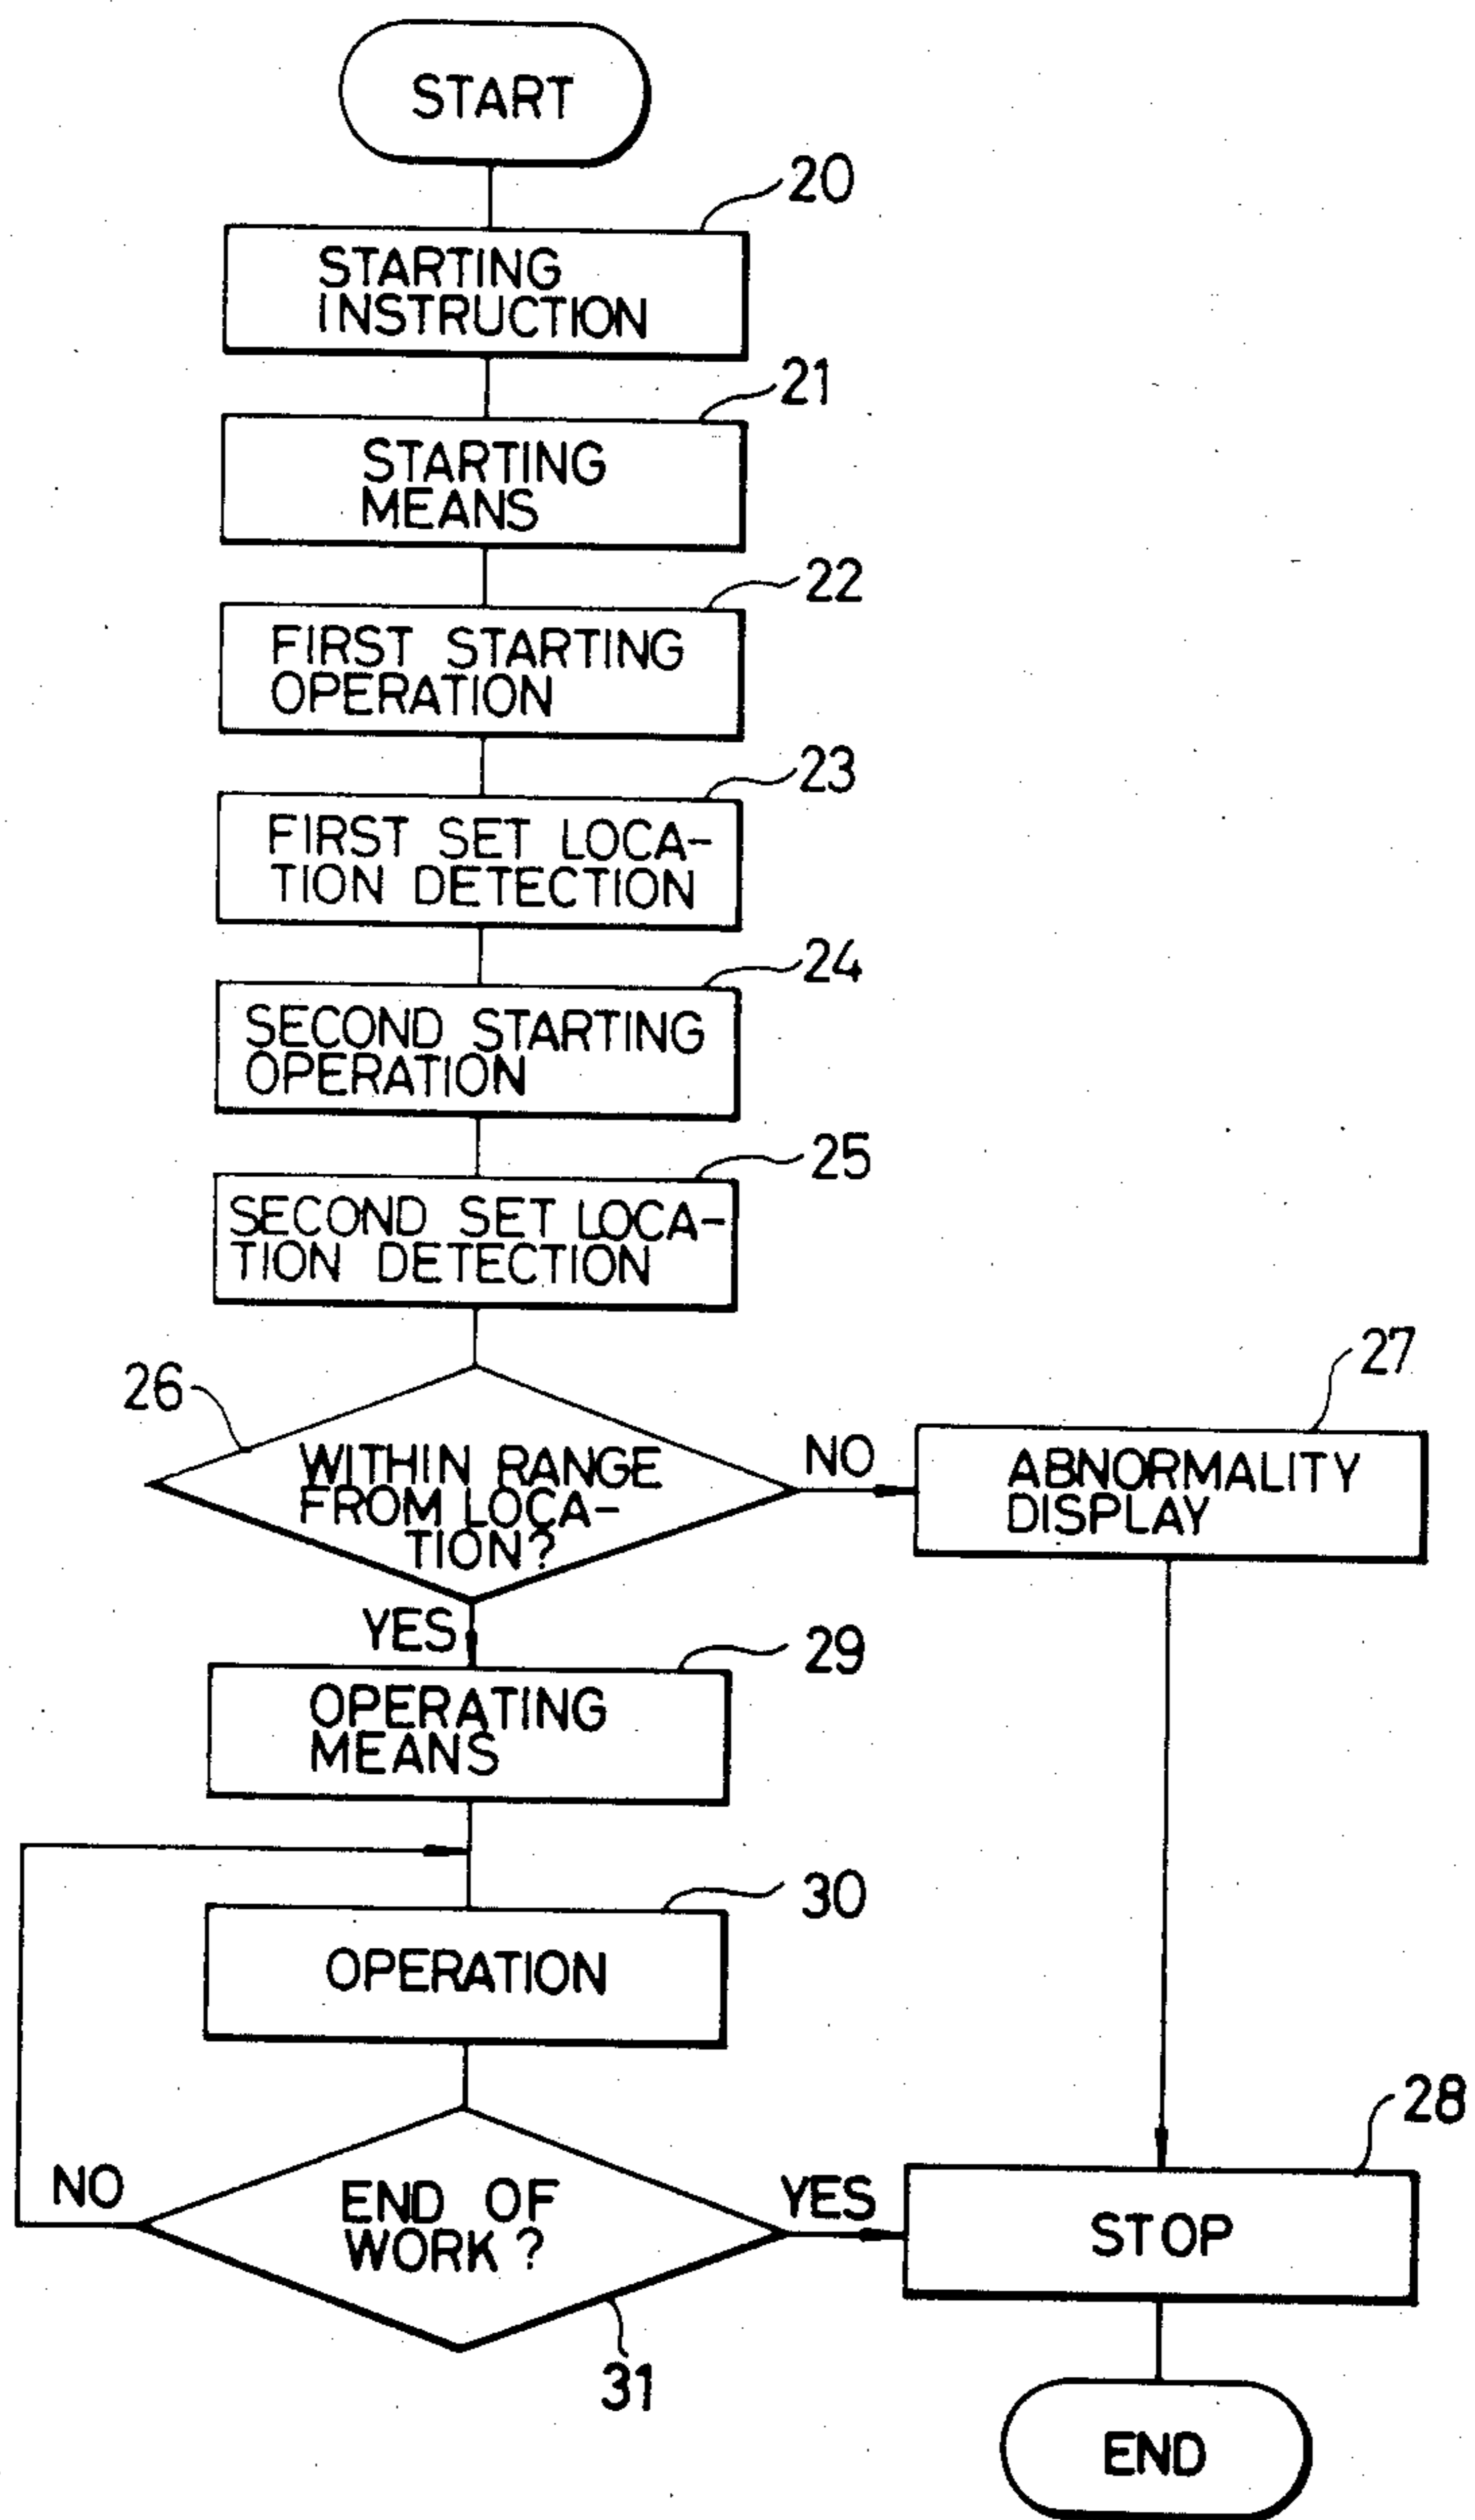 START
20
STARTING
INSTRUCTION
21
STARTING
MEANS
22
FIRST STARTING
OPERATION
23
FIRST SET LOCA-
TION DETECTION
24
SECOND STARTING
OPERATION
25
SECOND SET LOCA-
TION DETECTION
26
WITHIN RANGE
FROM LOCA-
TION?
NO
27
ABNORMALITY
DISPLAY
YES
29
OPERATING
MEANS
30
OPERATION
NO
END OF
WORK?
31
YES
28
STOP
END